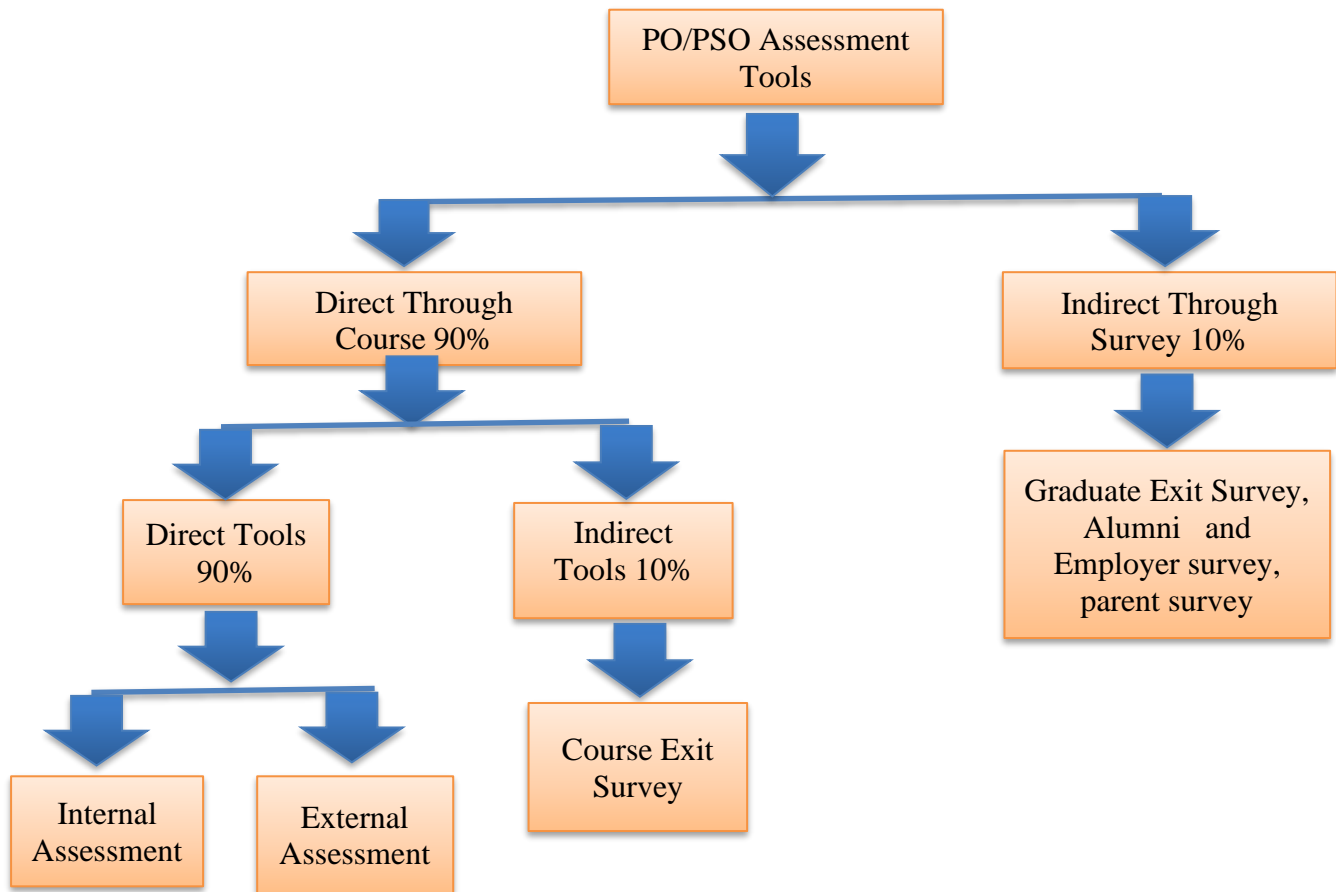 PO/PSO Assessment
Tools
Direct Through
Course 90%
Indirect Through
Survey 10%
Direct Tools
90%
Indirect
Tools 10%
Graduate Exit Survey,
Alumni and
Employer survey,
parent survey
Course Exit
Survey
Internal
Assessment
External
Assessment